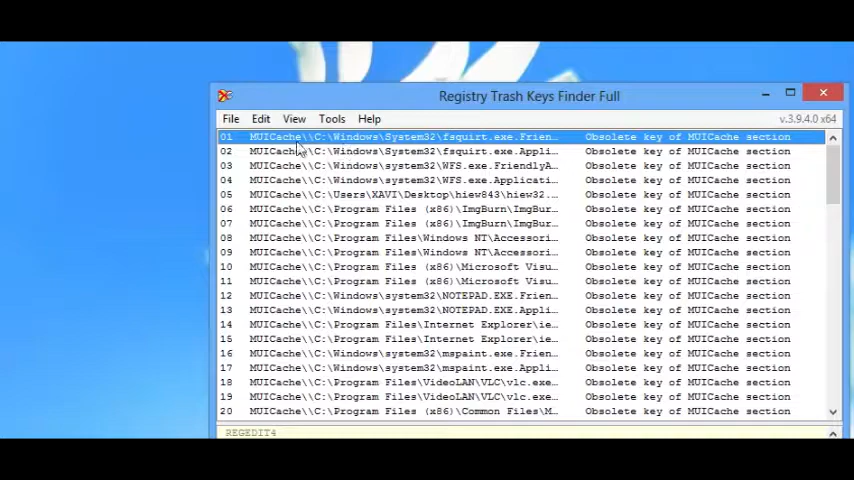 Registry Trash Keys Finder Full
File Edit View Tools Help v.3.9.4.0 x64
01 MUICache\\C:\Windows\System32\fsquirt.exe.Frien... Obsolete key of MUICache section
02 MUICache\\C:\Windows\System32\fsquirt.exe.Appli... Obsolete key of MUICache section
03 MUICache\\C:\Windows\System32\WFS.exe.FriendlyA... Obsolete key of MUICache section
04 MUICache\\C:\Windows\System32\WFS.exe.Applicati... Obsolete key of MUICache section
05 MUICache\\C:\Users\XAVI\Desktop\hiew843\hiew32.... Obsolete key of MUICache section
06 MUICache\\C:\Program Files (x86)\ImgBurn\ImgBur... Obsolete key of MUICache section
07 MUICache\\C:\Program Files (x86)\ImgBurn\ImgBur... Obsolete key of MUICache section
08 MUICache\\C:\Program Files\Windows NT\Accessori... Obsolete key of MUICache section
09 MUICache\\C:\Program Files\Windows NT\Accessori... Obsolete key of MUICache section
10 MUICache\\C:\Program Files (x86)\Microsoft Visu... Obsolete key of MUICache section
11 MUICache\\C:\Program Files (x86)\Microsoft Visu... Obsolete key of MUICache section
12 MUICache\\C:\Windows\system32\NOTEPAD.EXE.Frien... Obsolete key of MUICache section
13 MUICache\\C:\Windows\system32\NOTEPAD.EXE.Appli... Obsolete key of MUICache section
14 MUICache\\C:\Program Files\Internet Explorer\ie... Obsolete key of MUICache section
15 MUICache\\C:\Program Files\Internet Explorer\ie... Obsolete key of MUICache section
16 MUICache\\C:\Windows\system32\mspaint.exe.Frien... Obsolete key of MUICache section
17 MUICache\\C:\Windows\system32\mspaint.exe.Appli... Obsolete key of MUICache section
18 MUICache\\C:\Program Files\VideoLAN\VLC\vlc.exe... Obsolete key of MUICache section
19 MUICache\\C:\Program Files\VideoLAN\VLC\vlc.exe... Obsolete key of MUICache section
20 MUICache\\C:\Program Files (x86)\Common Files\M... Obsolete key of MUICache section
REGEDIT4